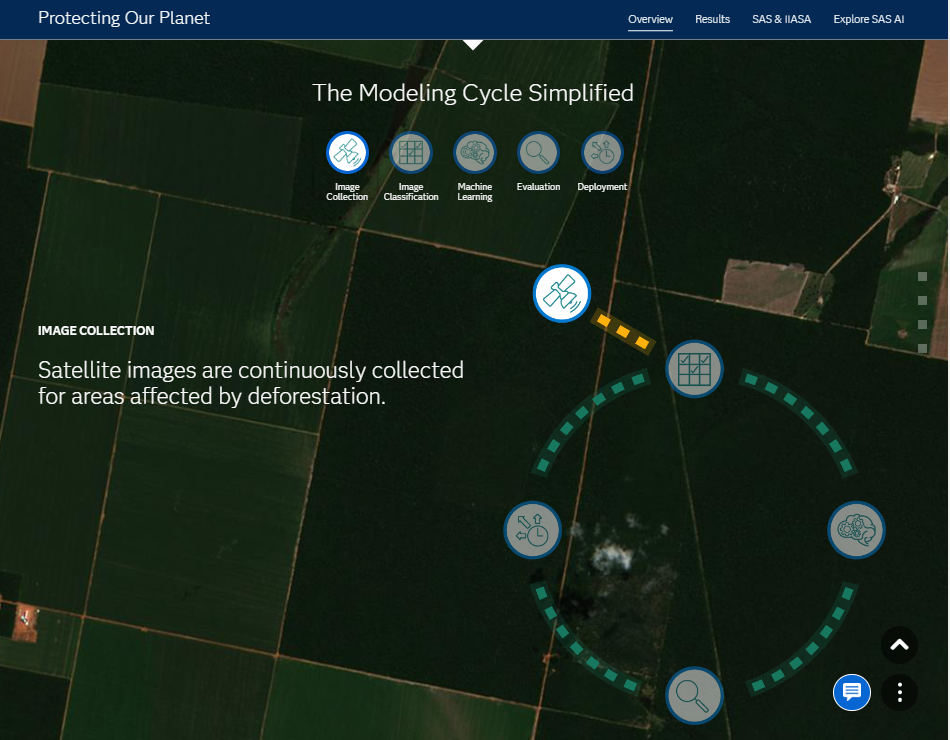 Protecting Our Planet
Overview Results SAS & IIASA Explore SAS AI
The Modeling Cycle Simplified
Image
Collection
Image
Classification
Machine
Learning
Evaluation
Deployment
IMAGE COLLECTION
Satellite images are continuously collected
for areas affected by deforestation.